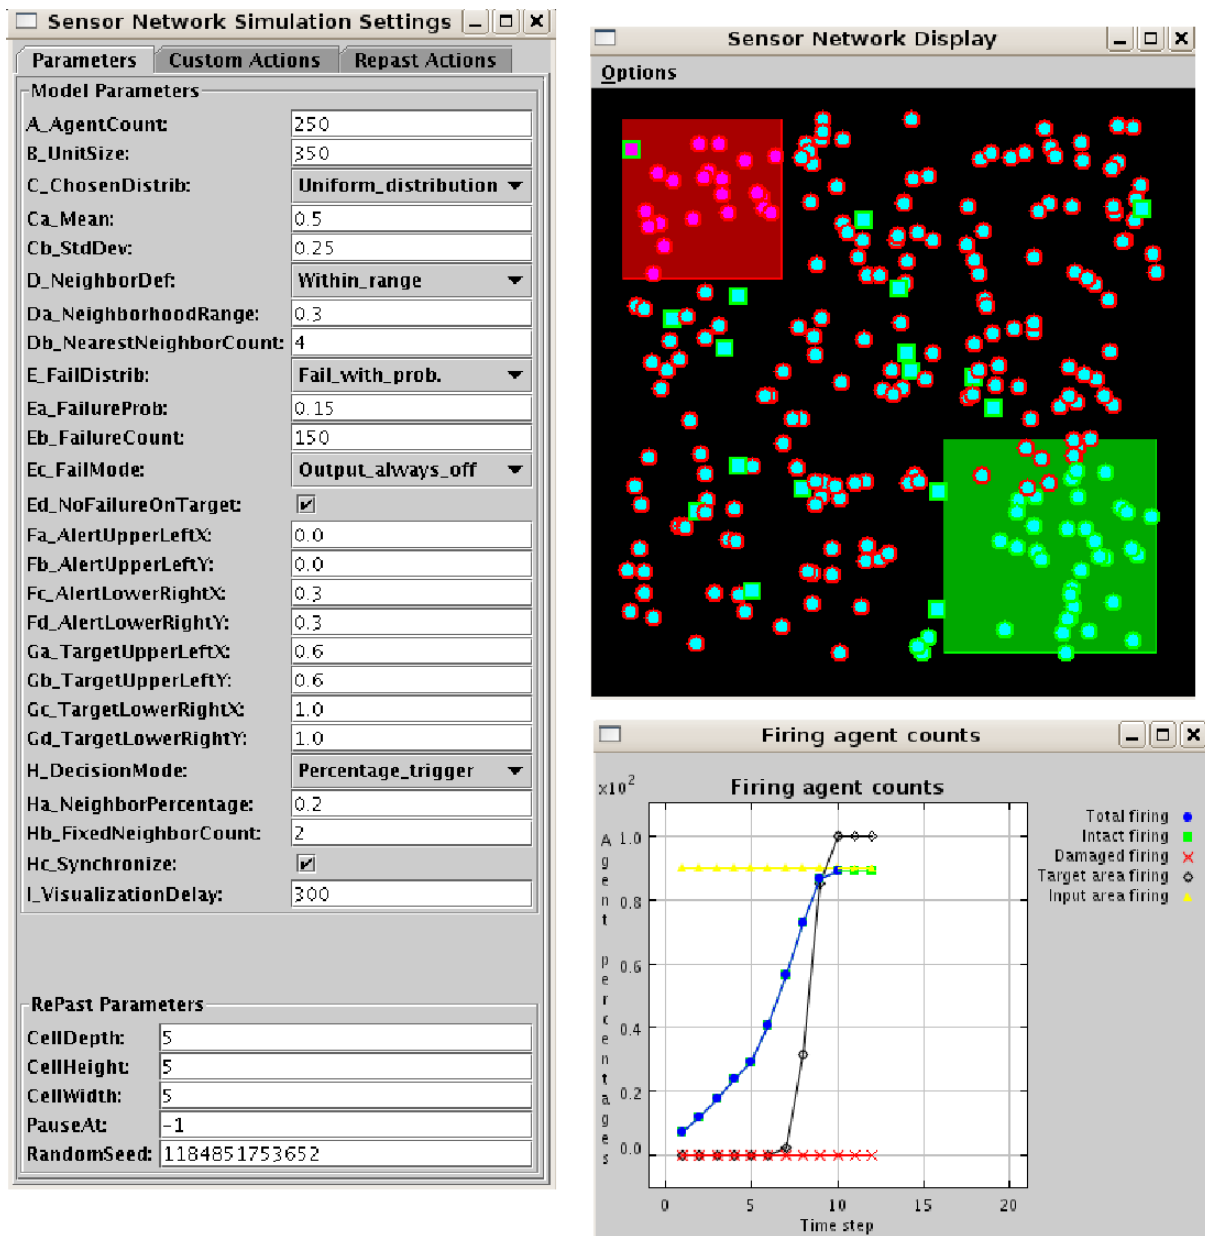 Sensor Network Simulation Settings
Parameters Custom Actions Repast Actions
Model Parameters
A_AgentCount: 250
B_UnitSize: 350
C_ChosenDistrib: Uniform_distribution
Ca_Mean: 0.5
Cb_StdDev: 0.25
D_NeighborDef: Within_range
Da_NeighborhoodRange: 0.3
Db_NearestNeighborCount: 4
E_FailDistrib: Fail_with_prob.
Ea_FailureProb: 0.15
Eb_FailureCount: 150
Ec_FailMode: Output_always_off
Ed_NoFailureOnTarget:
Fa_AlertUpperLeftX: 0.0
Fb_AlertUpperLeftY: 0.0
Fc_AlertLowerRightX: 0.3
Fd_AlertLowerRightY: 0.3
Ga_TargetUpperLeftX: 0.6
Gb_TargetUpperLeftY: 0.6
Gc_TargetLowerRightX: 1.0
Gd_TargetLowerRightY: 1.0
H_DecisionMode: Percentage_trigger
Ha_NeighborPercentage: 0.2
Hb_FixedNeighborCount: 2
Hc_Synchronize:
I_VisualizationDelay: 300
RePast Parameters
CellDepth: 5
CellHeight: 5
CellWidth: 5
PauseAt: -1
RandomSeed: 1184851753652
Sensor Network Display
Options
Firing agent counts
x10²
Firing agent counts
Agent percentages
1.0
0.8
0.6
0.4
0.2
0.0
0 5 10 15 20
Time step
Total firing
Intact firing
Damaged firing
Target area firing
Input area firing